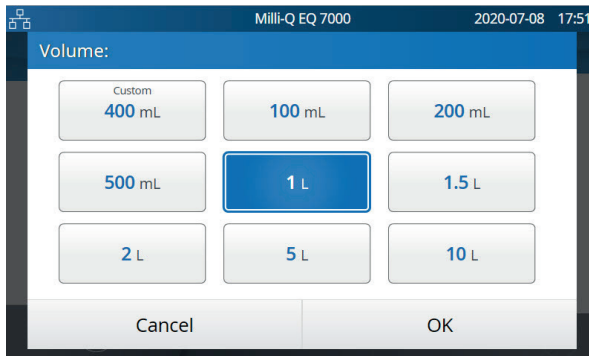 Milli-Q EQ 7000 2020-07-08 17:51
Volume:
Custom
400 mL 100 mL 200 mL
500 mL 1 L 1.5 L
2 L 5 L 10 L
Cancel OK